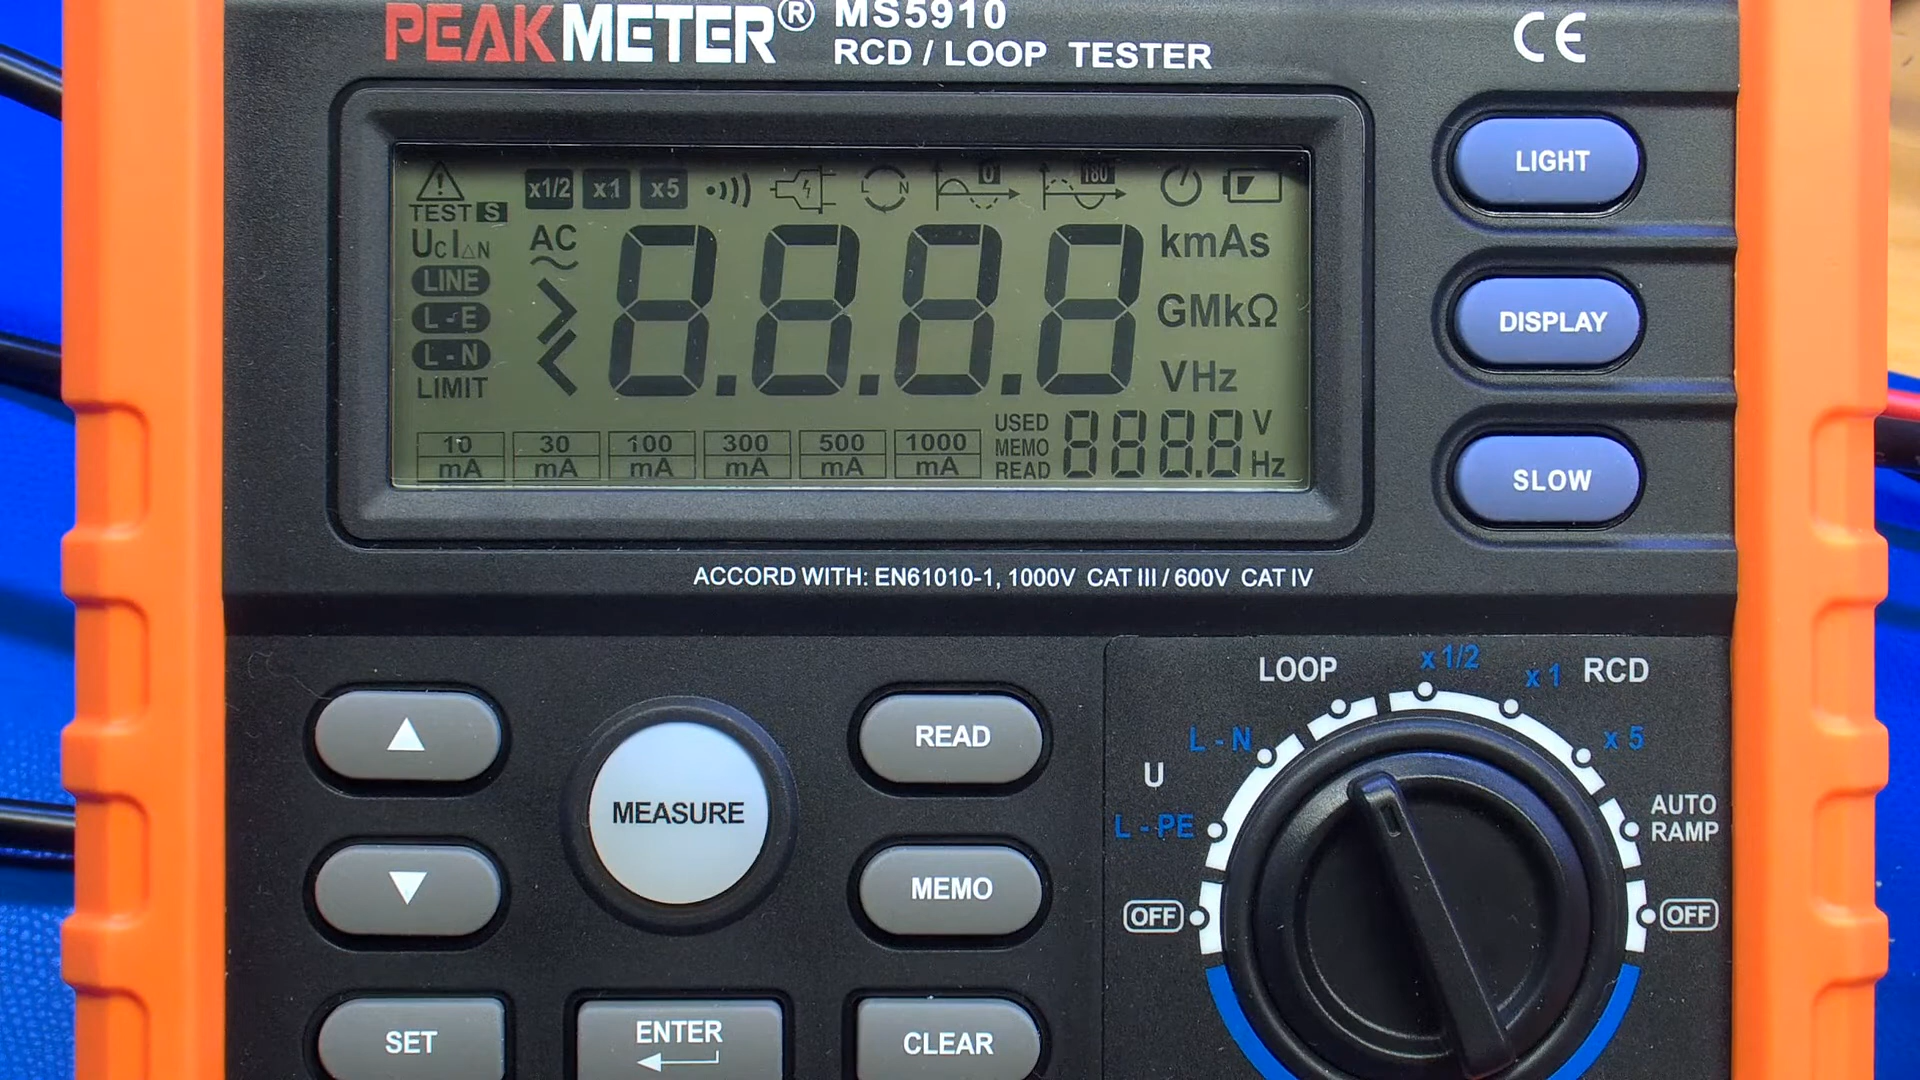 PEAKMETER® MS5910
RCD / LOOP TESTER
CE
TEST S
x1/2 x1 x5
L N
0
180
UcI△N
AC
kmAs
LINE
L - E
GMkΩ
L - N
LIMIT
8.8.8.8
VHz
10 mA
30 mA
100 mA
300 mA
500 mA
1000 mA
USED
MEMO
READ
888.8
V
Hz
LIGHT
DISPLAY
SLOW
ACCORD WITH: EN61010-1, 1000V CAT III / 600V CAT IV
▲
MEASURE
READ
▼
MEMO
SET
ENTER
CLEAR
LOOP
x 1/2
x 1
RCD
L - N
x 5
U
L - PE
AUTO
RAMP
OFF
OFF